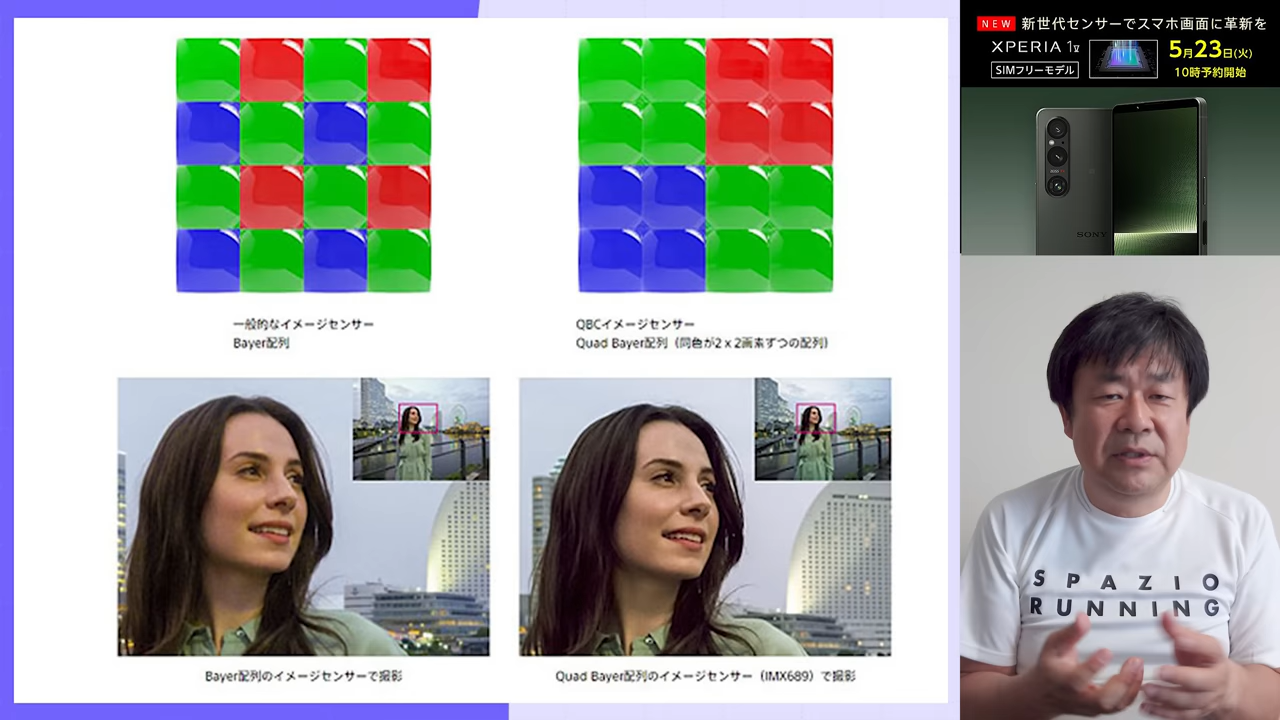 一般的なイメージセンサー
Bayer配列
QBCイメージセンサー
Quad Bayer配列（同色が2 x 2画素ずつの配列）
Bayer配列のイメージセンサーで撮影
Quad Bayer配列のイメージセンサー（IMX689）で撮影
NEW 新世代センサーでスマホ画面に革新を
XPERIA 1 V
SIMフリーモデル
5月23日(火)
10時予約開始
SONY
SPAZIO
RUNNING